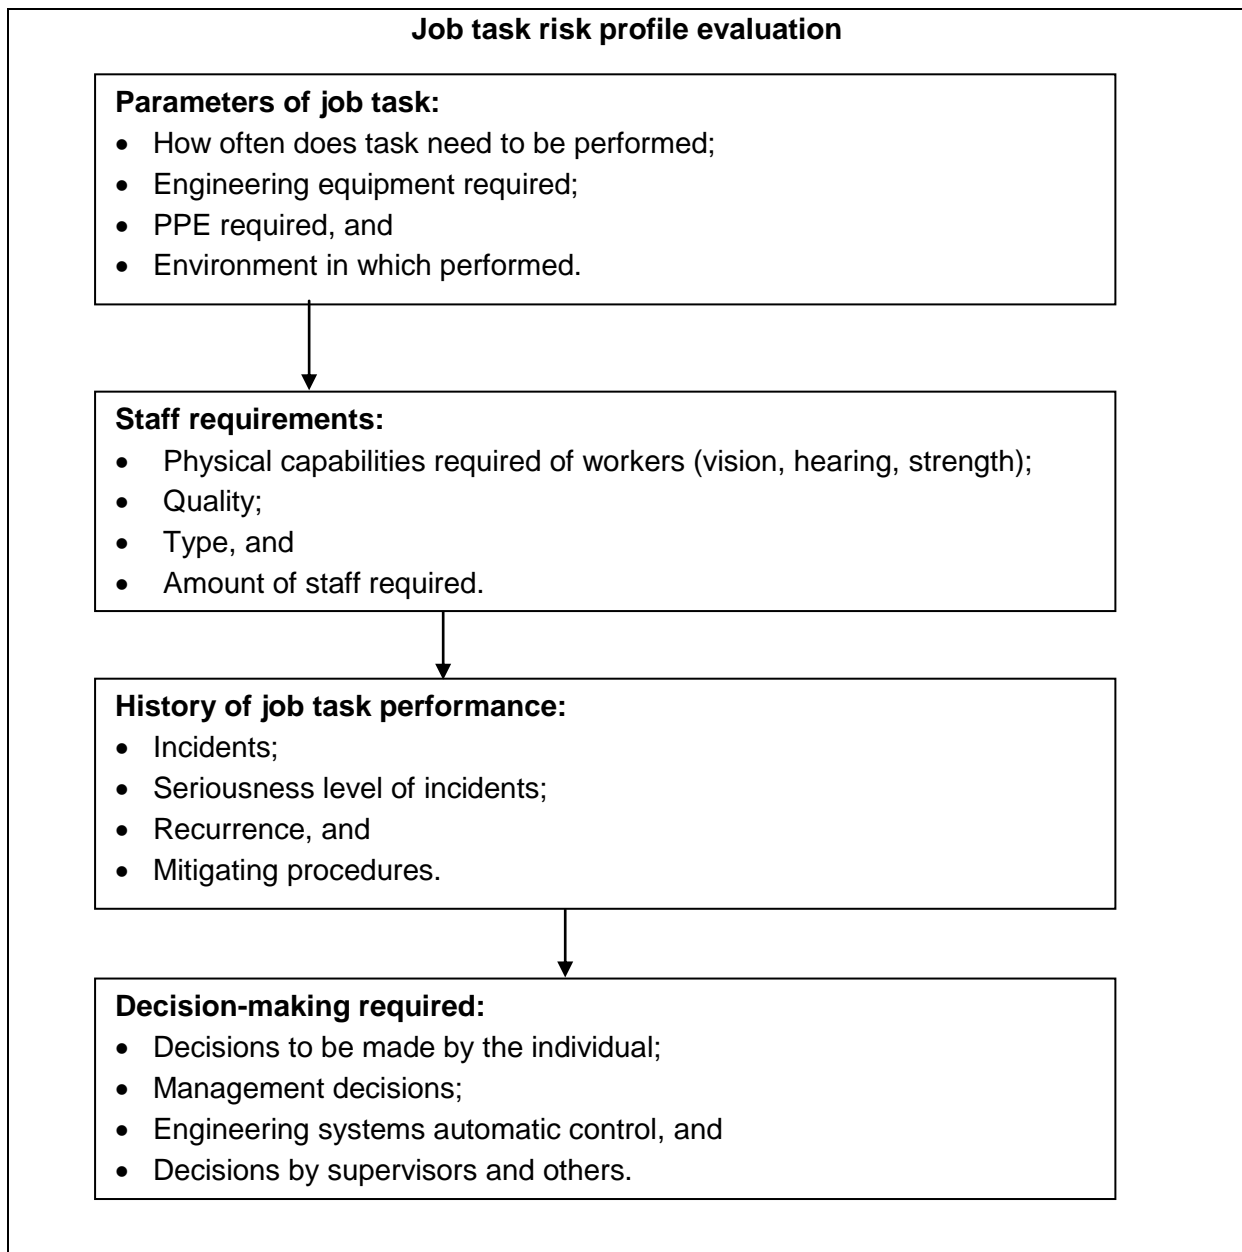 Job task risk profile evaluation
Parameters of job task:
• How often does task need to be performed;
• Engineering equipment required;
• PPE required, and
• Environment in which performed.
Staff requirements:
• Physical capabilities required of workers (vision, hearing, strength);
• Quality;
• Type, and
• Amount of staff required.
History of job task performance:
• Incidents;
• Seriousness level of incidents;
• Recurrence, and
• Mitigating procedures.
Decision-making required:
• Decisions to be made by the individual;
• Management decisions;
• Engineering systems automatic control, and
• Decisions by supervisors and others.